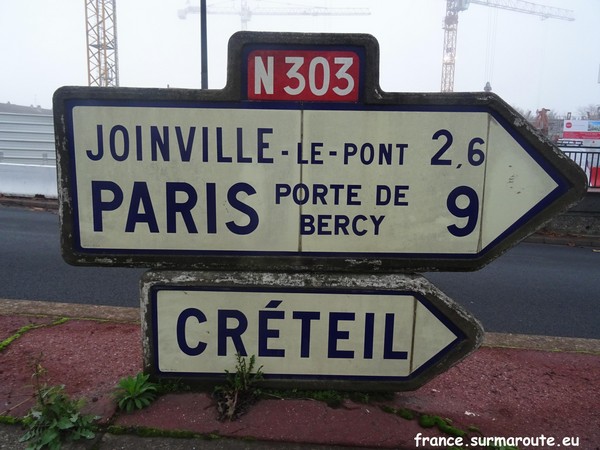 N 303
JOINVILLE-LE-PONT 2,6
PARIS PORTE DE BERCY 9
CRÉTEIL
france.surmaroute.eu